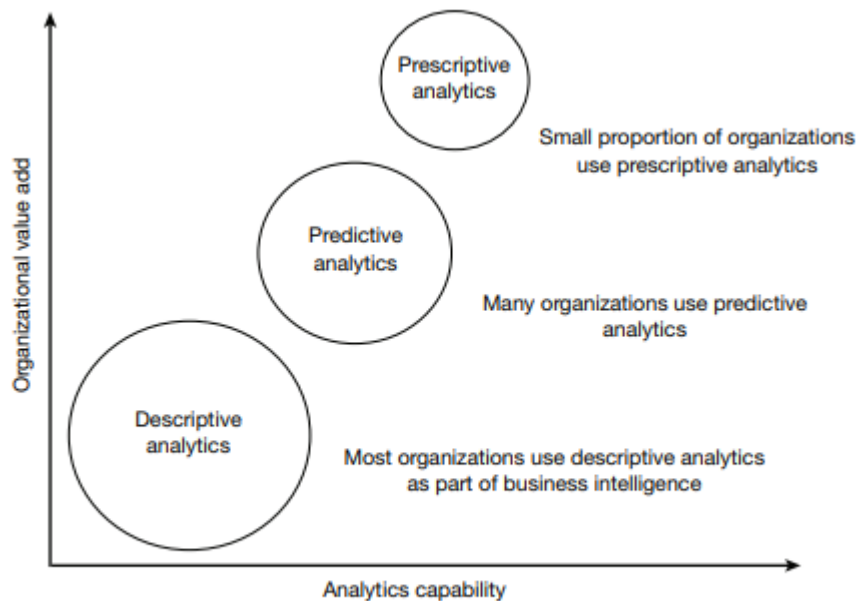 Prescriptive
analytics
Small proportion of organizations
use prescriptive analytics
Predictive
analytics
Many organizations use predictive
analytics
Descriptive
analytics
Most organizations use descriptive analytics
as part of business intelligence
Organizational value add
Analytics capability